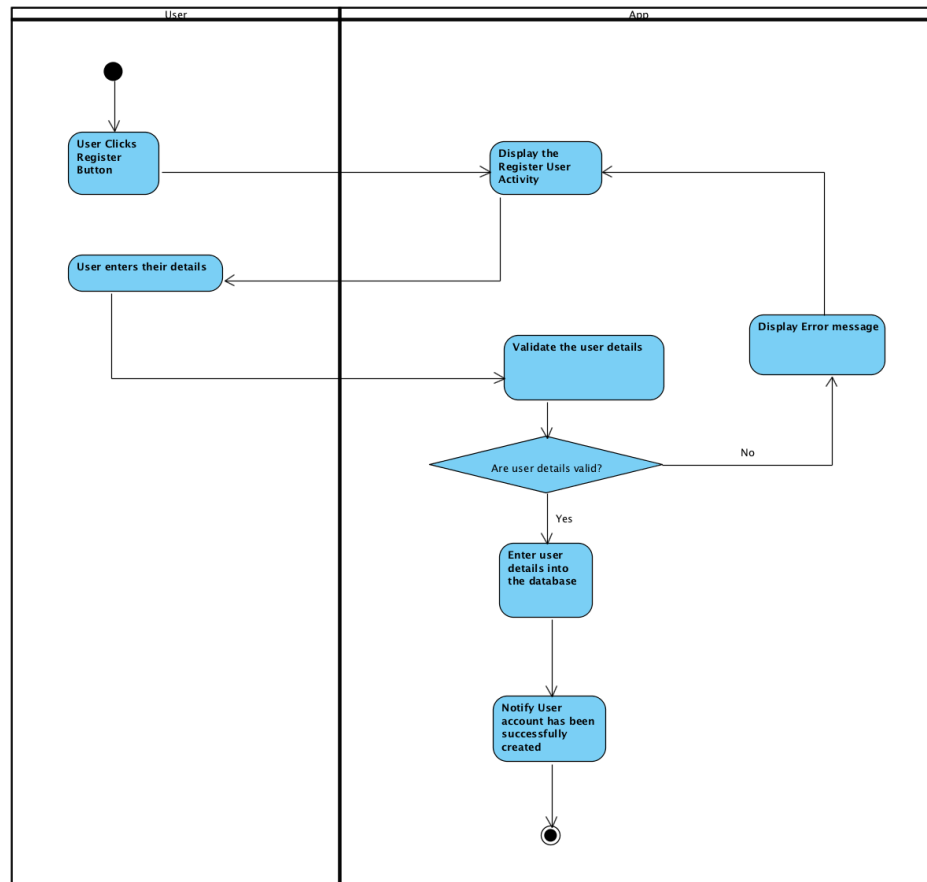 User
App
User Clicks
Register
Button
Display the
Register User
Activity
User enters their details
Display Error message
Validate the user details
Are user details valid?
No
Yes
Enter user
details into
the database
Notify User
account has been
successfully
created